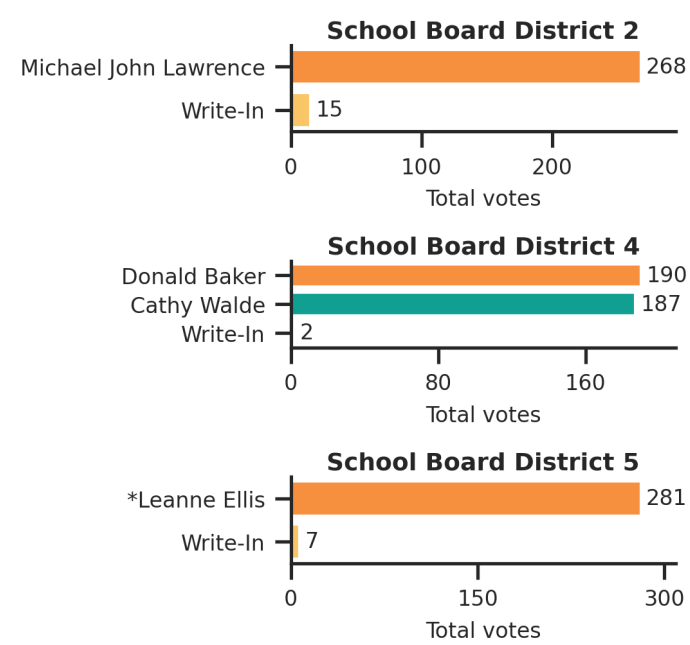 School Board District 2
Michael John Lawrence 268
Write-In 15
0 100 200
Total votes
School Board District 4
Donald Baker 190
Cathy Walde 187
Write-In 2
0 80 160
Total votes
School Board District 5
*Leanne Ellis 281
Write-In 7
0 150 300
Total votes